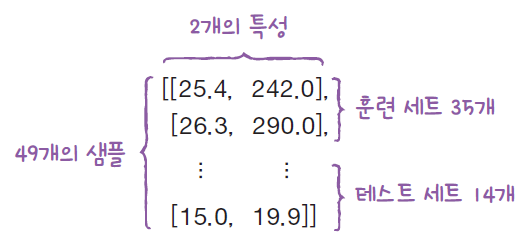 2개의 특성
[[25.4, 242.0],
[26.3, 290.0],
⋮ ⋮
[15.0, 19.9]]
49개의 샘플
훈련 세트 35개
테스트 세트 14개